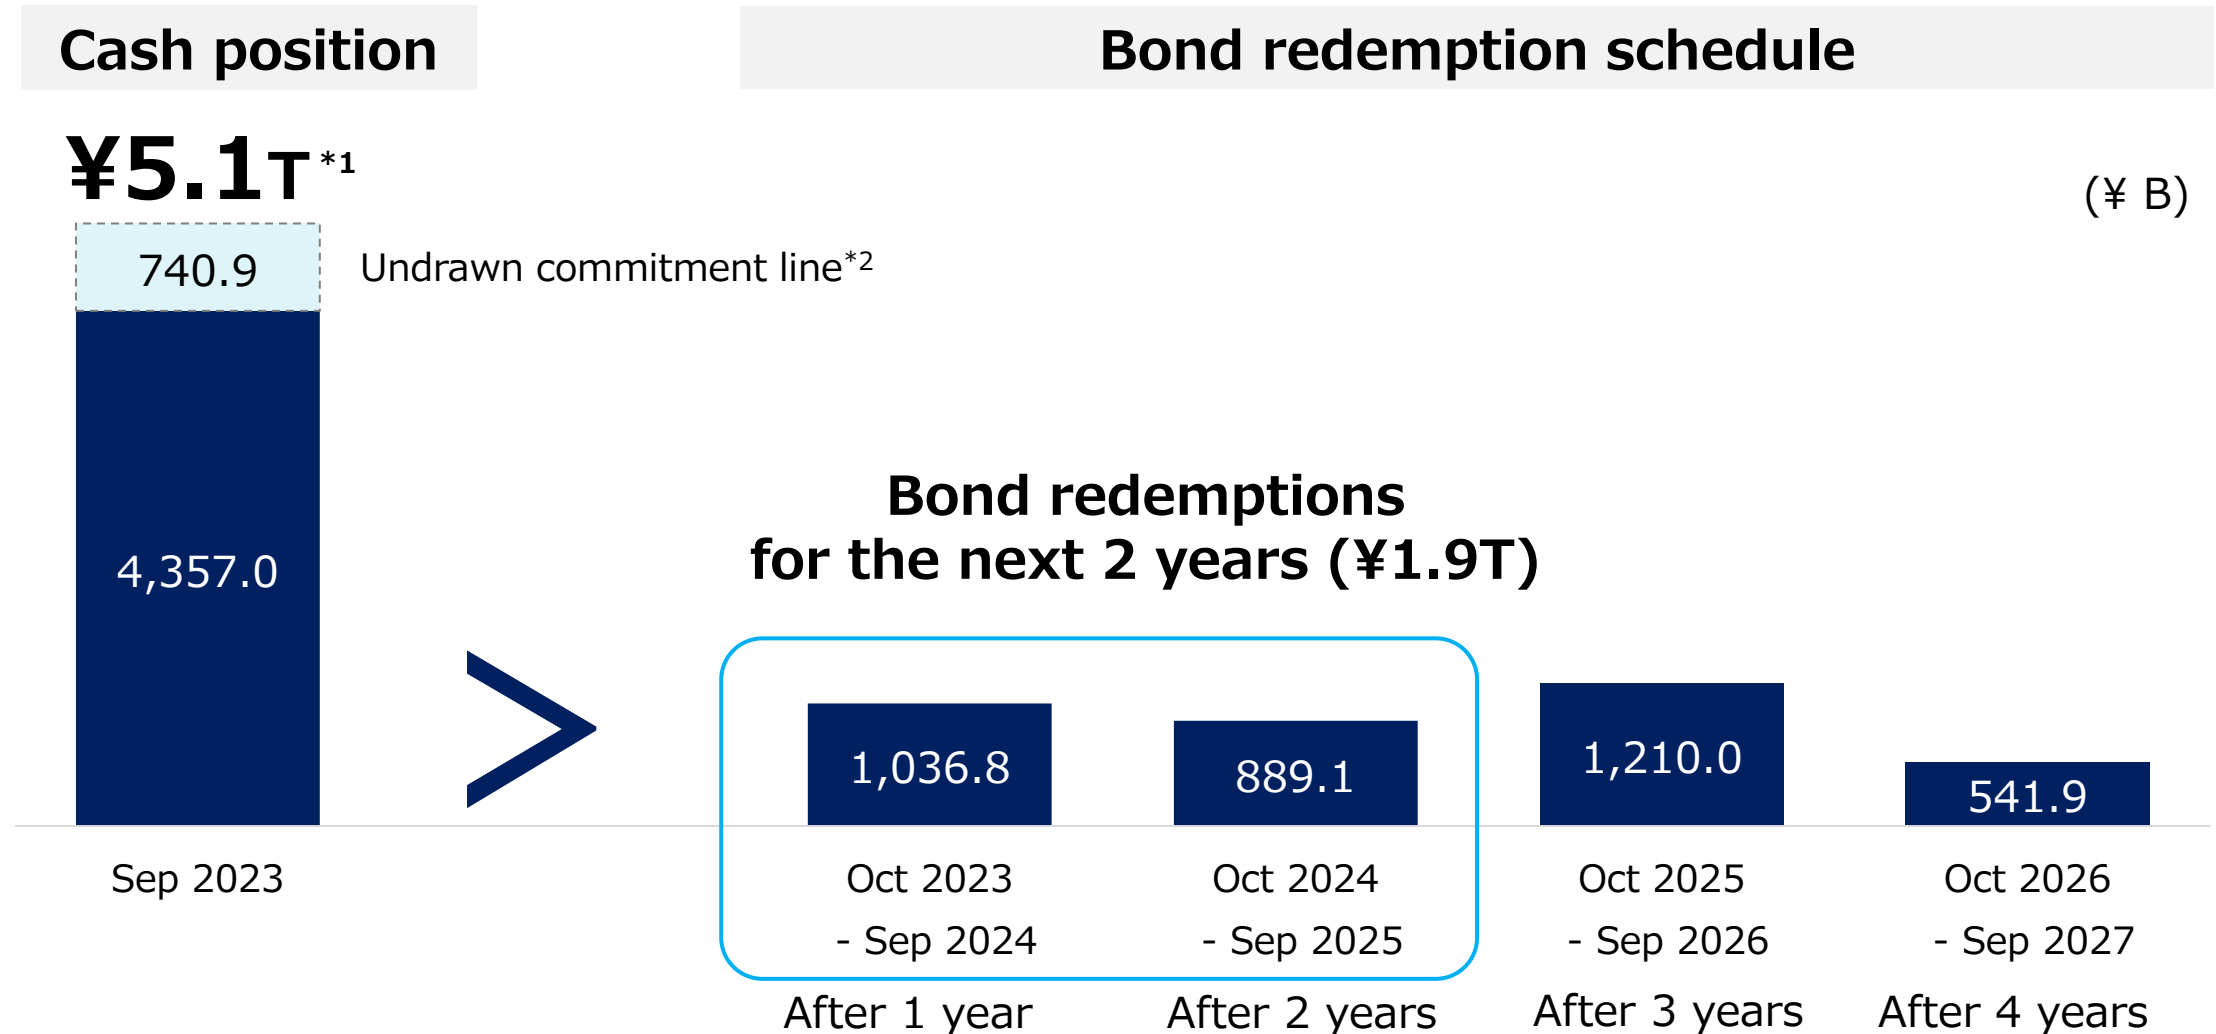 Cash position
Bond redemption schedule
¥5.1T *1
(¥ B)
740.9
Undrawn commitment line*2
4,357.0
Bond redemptions
for the next 2 years (¥1.9T)
>
1,036.8
889.1
1,210.0
541.9
Sep 2023
Oct 2023
- Sep 2024
Oct 2024
- Sep 2025
Oct 2025
- Sep 2026
Oct 2026
- Sep 2027
After 1 year
After 2 years
After 3 years
After 4 years